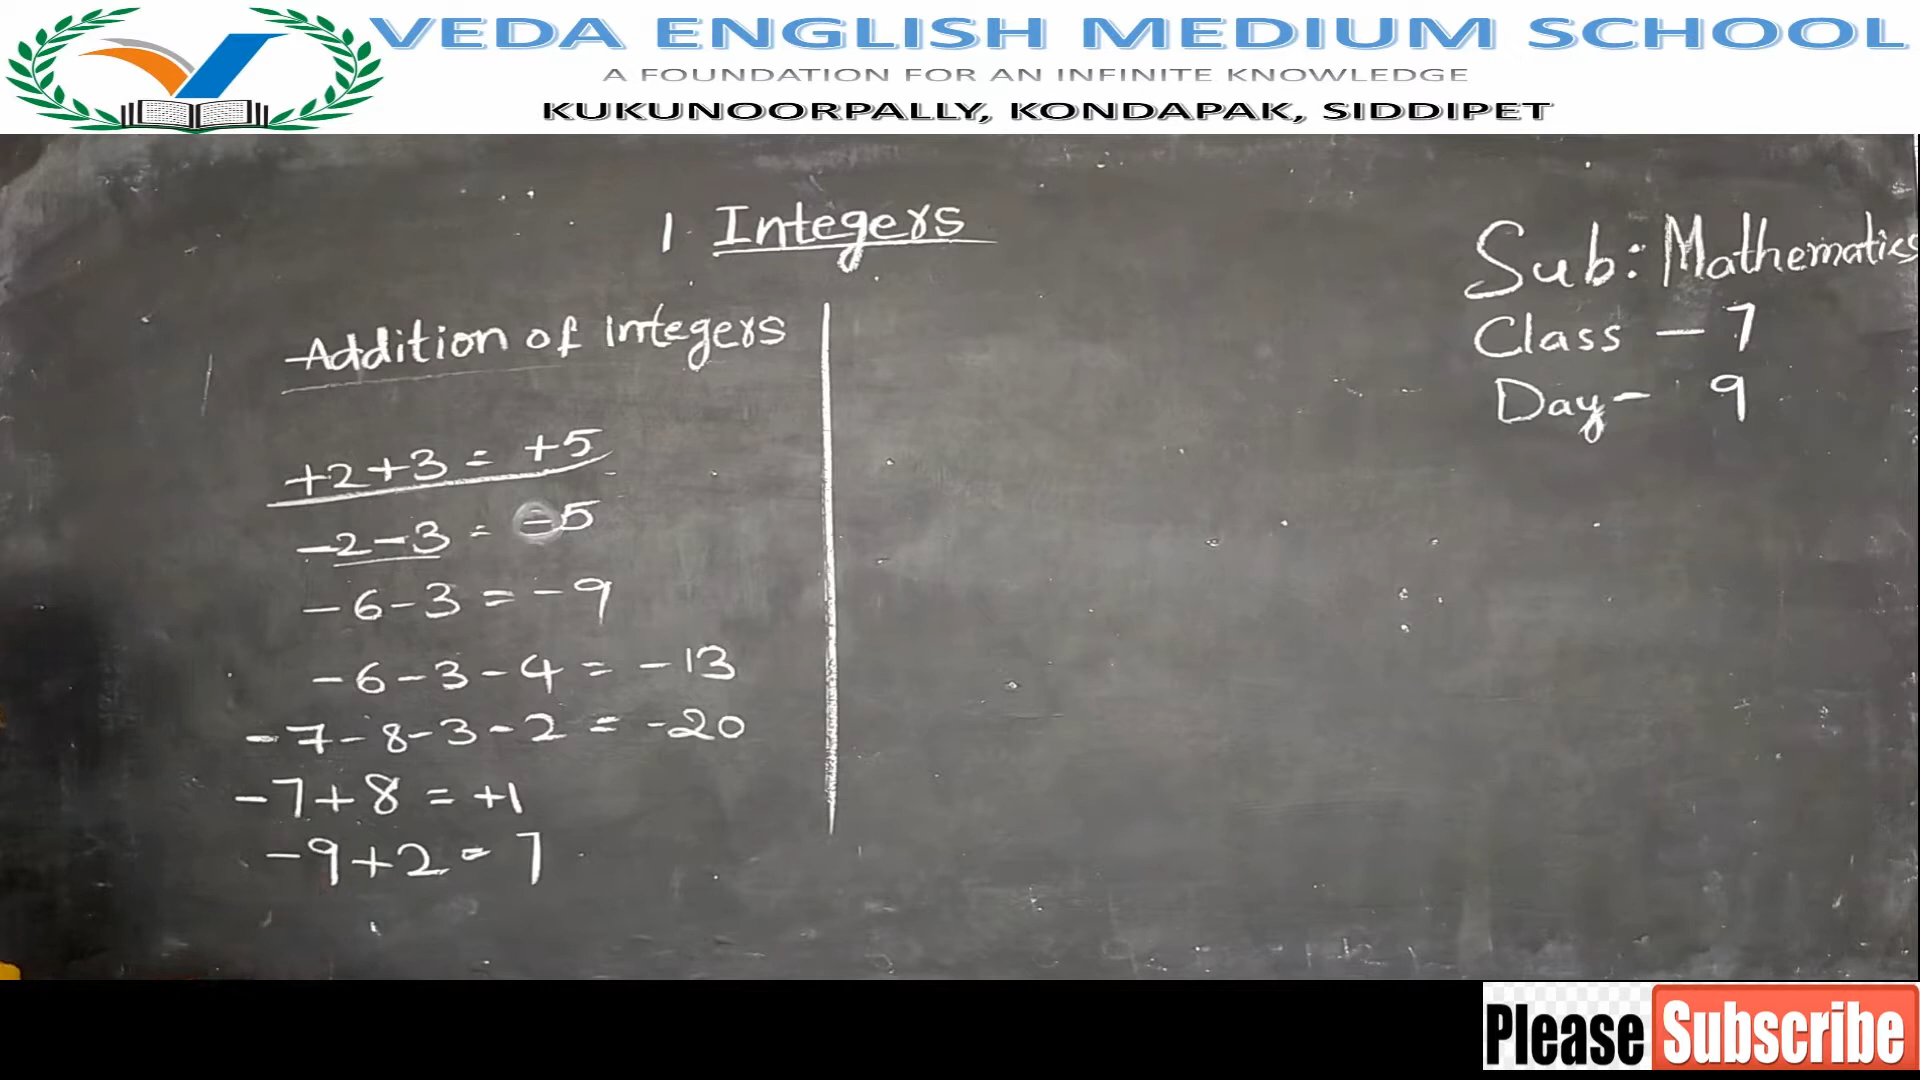 VEDA ENGLISH MEDIUM SCHOOL
A FOUNDATION FOR AN INFINITE KNOWLEDGE
KUKUNOORPALLY, KONDAPAK, SIDDIPET
1 Integers
Sub: Mathematics
Class - 7
Day - 9
Addition of Integers
+2+3 = +5
-2-3 = -5
-6-3 = -9
-6-3-4 = -13
-7-8-3-2 = -20
-7+8 = +1
-9+2 = 7
Please Subscribe